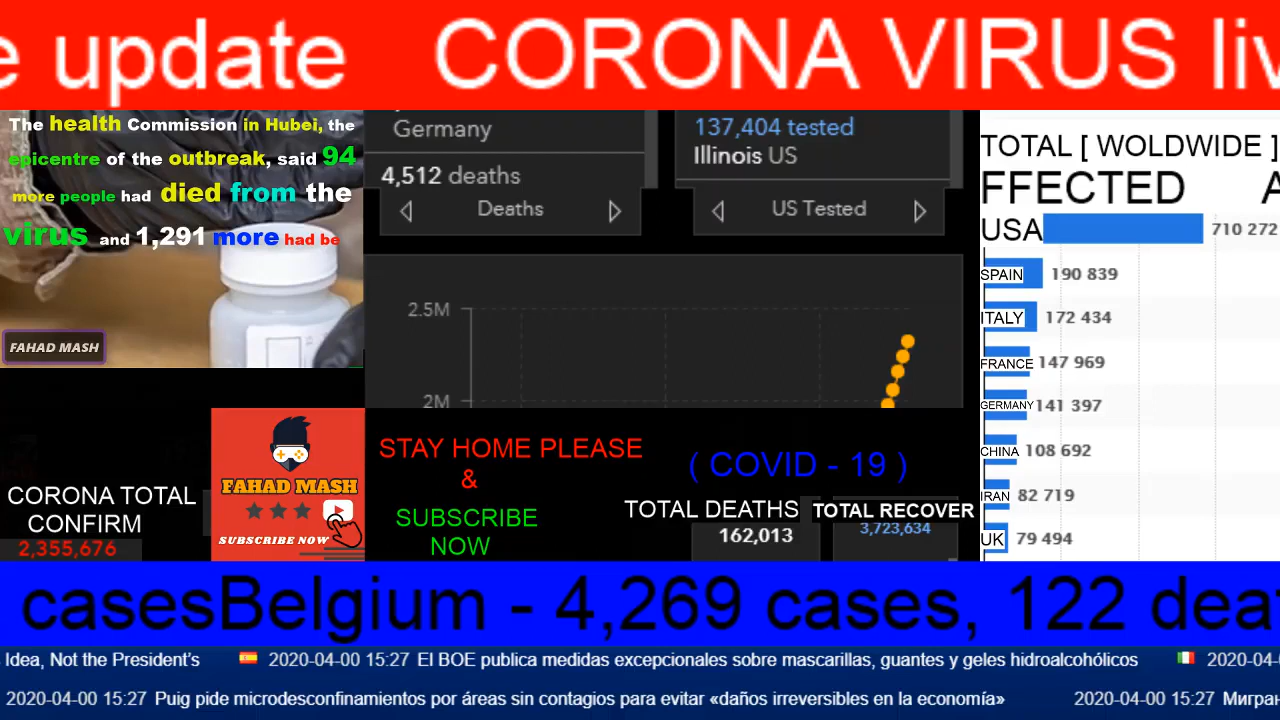 e update CORONA VIRUS liv
The health Commission in Hubei, the
epicentre of the outbreak, said 94
more people had died from the
virus and 1,291 more had be
FAHAD MASH
Germany
4,512 deaths
Deaths
137,404 tested
Illinois US
US Tested
2.5M
2M
TOTAL [ WOLDWIDE ]
FFECTED A
USA 710 272
SPAIN 190 839
ITALY 172 434
FRANCE 147 969
GERMANY 141 397
CHINA 108 692
IRAN 82 719
UK 79 494
CORONA TOTAL
CONFIRM
2,355,676
FAHAD MASH
SUBSCRIBE NOW
STAY HOME PLEASE
&
SUBSCRIBE
NOW
( COVID - 19 )
TOTAL DEATHS
162,013
TOTAL RECOVER
3,723,634
casesBelgium - 4,269 cases, 122 deat
Idea, Not the President's 2020-04-00 15:27 El BOE publica medidas excepcionales sobre mascarillas, guantes y geles hidroalcohólicos 2020-0
2020-04-00 15:27 Puig pide microdesconfinamientos por áreas sin contagios para evitar «daños irreversibles en la economía» 2020-04-00 15:27 Мигран